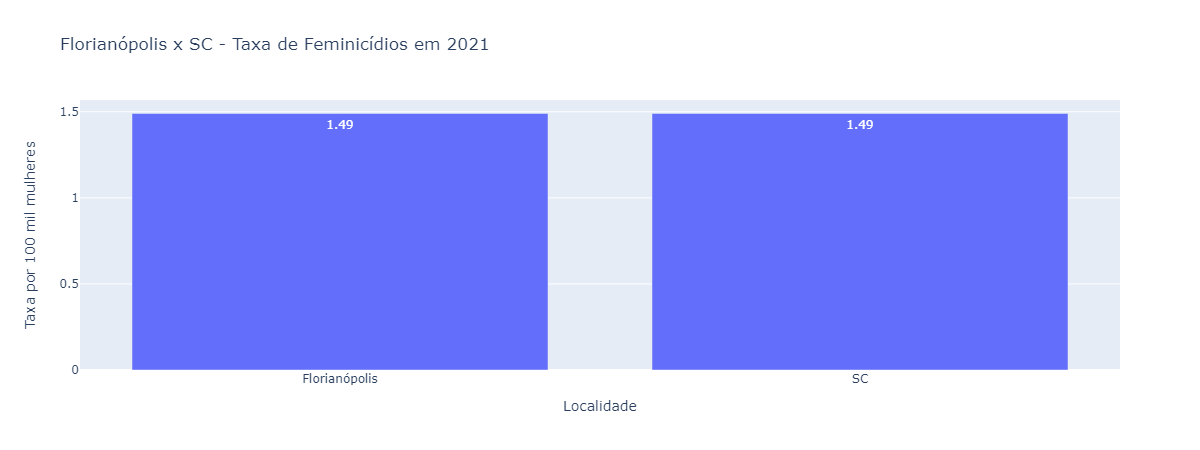 Florianópolis x SC - Taxa de Feminicídios em 2021
Taxa por 100 mil mulheres
1.5
1
0.5
0
1.49
1.49
Florianópolis
SC
Localidade